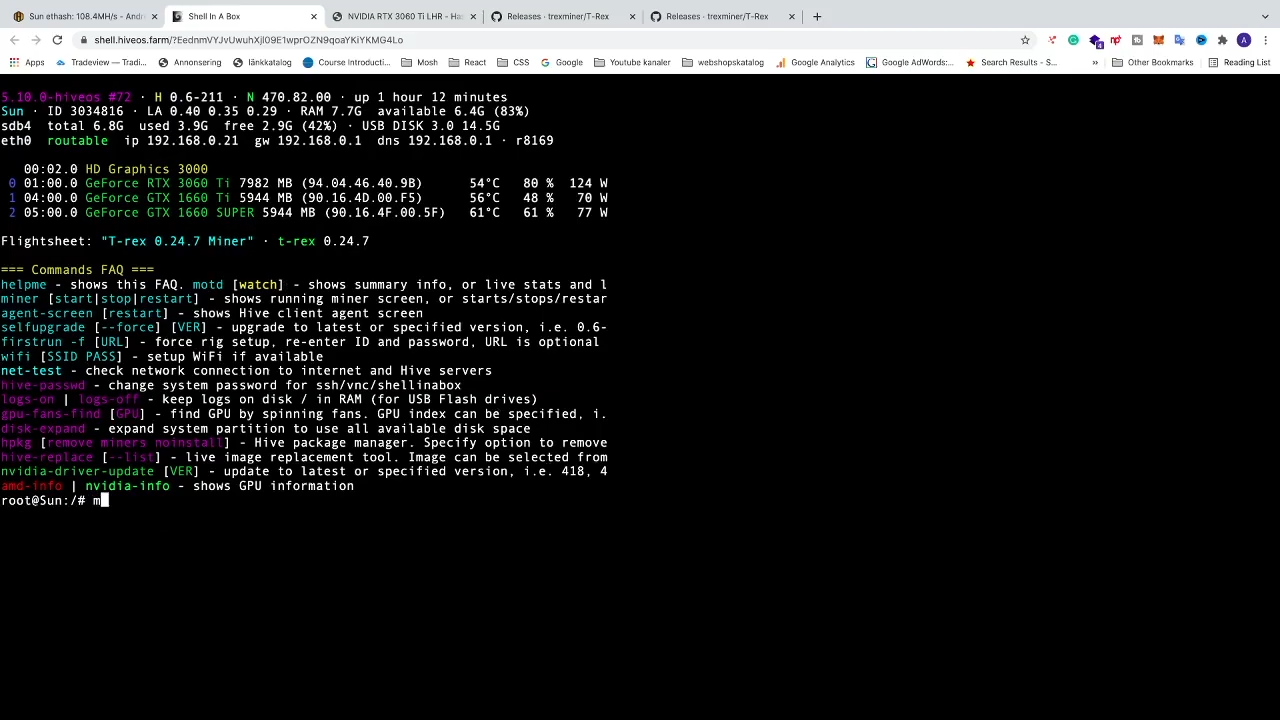 Sun ethash: 108.4MH/s - Andre
Shell In A Box
NVIDIA RTX 3060 Ti LHR - Has
Releases · trexminer/T-Rex
Releases · trexminer/T-Rex
shell.hiveos.farm/?EednmVYJvUwuhXjl09E1wprOZN9qoaYKiYKMG4Lo
Apps
Tradeview – Tradi...
Annonsering
länkkatalog
Course Introducti...
Mosh
React
CSS
Google
Youtube kanaler
webshopskatalog
Google Analytics
Google AdWords:...
Search Results - S...
Other Bookmarks
Reading List
5.10.0-hiveos #72 · H 0.6-211 · N 470.82.00 · up 1 hour 12 minutes
Sun · ID 3034816 · LA 0.40 0.35 0.29 · RAM 7.7G available 6.4G (83%)
sdb4 total 6.8G used 3.9G free 2.9G (42%) · USB DISK 3.0 14.5G
eth0 routable ip 192.168.0.21 gw 192.168.0.1 dns 192.168.0.1 · r8169
00:02.0 HD Graphics 3000
0 01:00.0 GeForce RTX 3060 Ti 7982 MB (94.04.46.40.9B) 54°C 80 % 124 W
1 04:00.0 GeForce GTX 1660 Ti 5944 MB (90.16.4D.00.F5) 56°C 48 % 70 W
2 05:00.0 GeForce GTX 1660 SUPER 5944 MB (90.16.4F.00.5F) 61°C 61 % 77 W
Flightsheet: "T-rex 0.24.7 Miner" · t-rex 0.24.7
=== Commands FAQ ===
helpme - shows this FAQ. motd [watch] - shows summary info, or live stats and l
miner [start|stop|restart] - shows running miner screen, or starts/stops/restar
agent-screen [restart] - shows Hive client agent screen
selfupgrade [--force] [VER] - upgrade to latest or specified version, i.e. 0.6-
firstrun -f [URL] - force rig setup, re-enter ID and password, URL is optional
wifi [SSID PASS] - setup WiFi if available
net-test - check network connection to internet and Hive servers
hive-passwd - change system password for ssh/vnc/shellinabox
logs-on | logs-off - keep logs on disk / in RAM (for USB Flash drives)
gpu-fans-find [GPU] - find GPU by spinning fans. GPU index can be specified, i.
disk-expand - expand system partition to use all available disk space
hpkg [remove miners noinstall] - Hive package manager. Specify option to remove
hive-replace [--list] - live image replacement tool. Image can be selected from
nvidia-driver-update [VER] - update to latest or specified version, i.e. 418, 4
amd-info | nvidia-info - shows GPU information
root@Sun:/# m